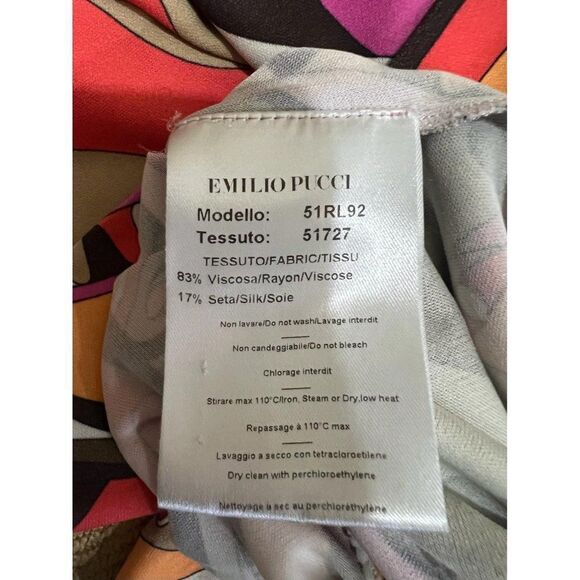 EMILIO PUCCI
Modello: 51RL92
Tessuto: 51727
TESSUTO/FABRIC/TISSU
83% Viscosa/Rayon/Viscose
17% Seta/Silk/Soie
Non lavare/Do not wash/Lavage interdit
Non candeggiabile/Do not bleach
Chlorage interdit
Stirare max 110°C/Iron, Steam or Dry,low heat
Repassage à 110°C max
Lavaggio a secco con tetracloroetilene
Dry clean with perchloroethylene
Nettoyage à sec au perchloréthylène